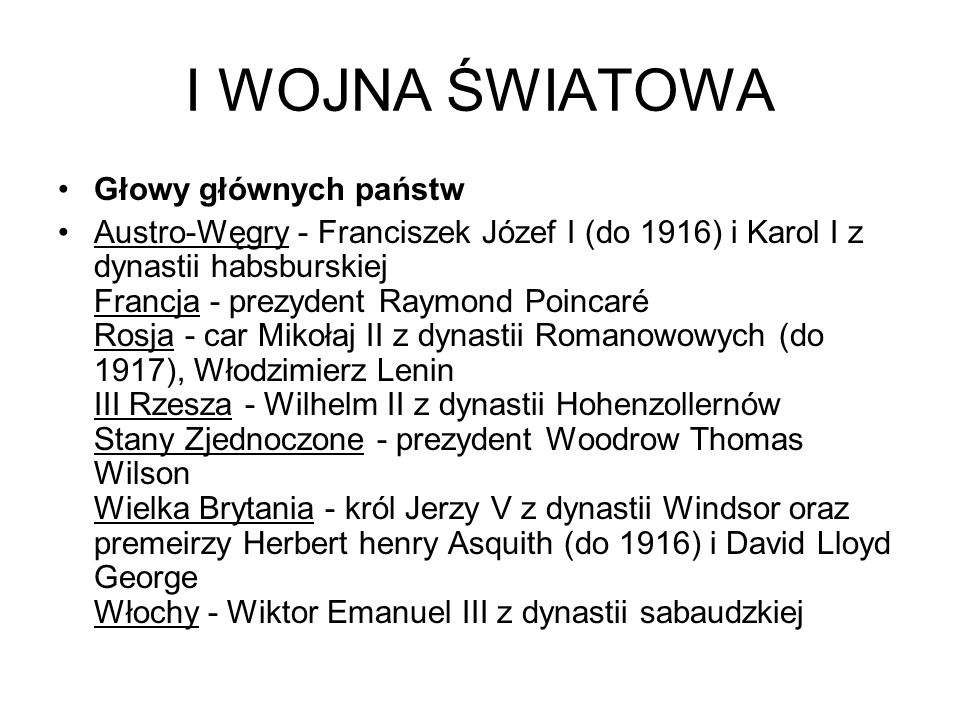 I WOJNA ŚWIATOWA
• Głowy głównych państw
• Austro-Węgry - Franciszek Józef I (do 1916) i Karol I z
dynastii habsburskiej
Francja - prezydent Raymond Poincaré
Rosja - car Mikołaj II z dynastii Romanowowych (do
1917), Włodzimierz Lenin
III Rzesza - Wilhelm II z dynastii Hohenzollernów
Stany Zjednoczone - prezydent Woodrow Thomas
Wilson
Wielka Brytania - król Jerzy V z dynastii Windsor oraz
premeirzy Herbert henry Asquith (do 1916) i David Lloyd
George
Włochy - Wiktor Emanuel III z dynastii sabaudzkiej